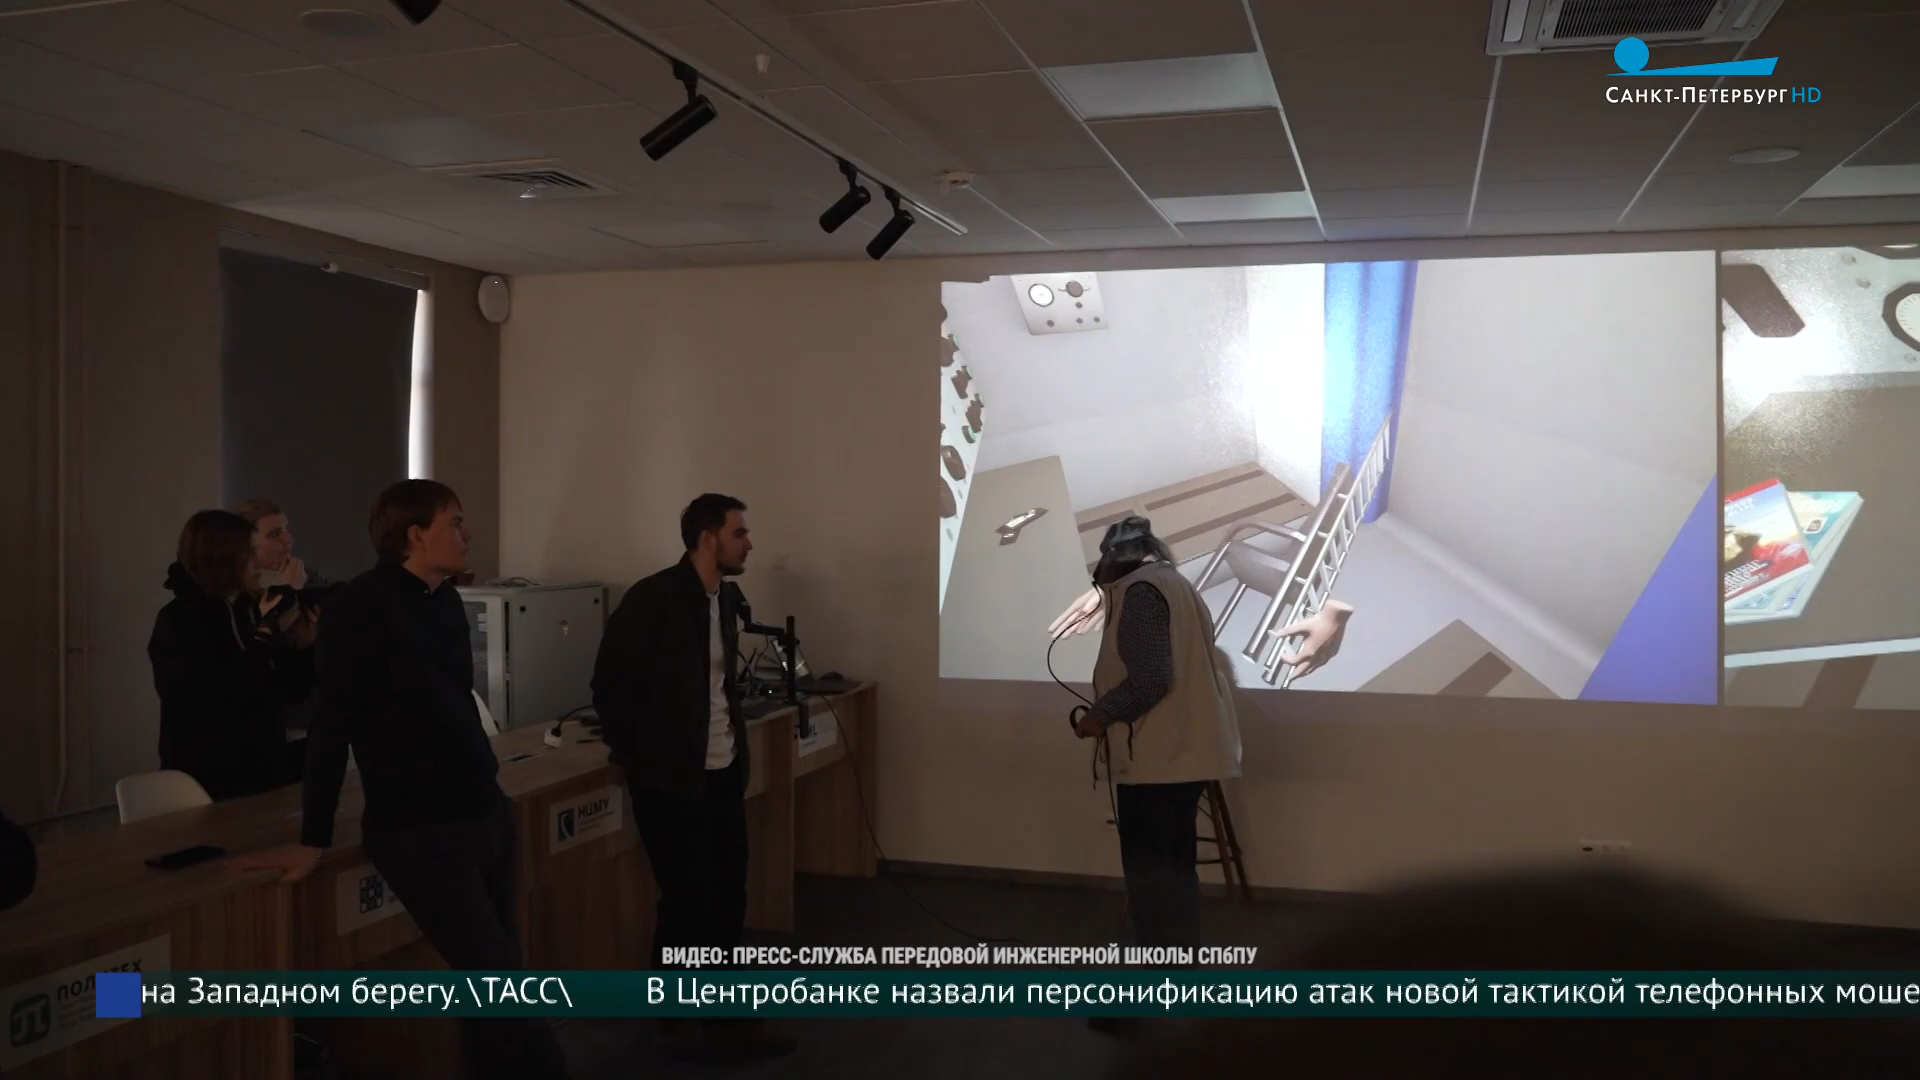 САНКТ-ПЕТЕРБУРГ HD
НЦМУ
ВИДЕО: ПРЕСС-СЛУЖБА ПЕРЕДОВОЙ ИНЖЕНЕРНОЙ ШКОЛЫ СПбПУ
на Западном берегу. \ТАСС\ В Центробанке назвали персонификацию атак новой тактикой телефонных моше